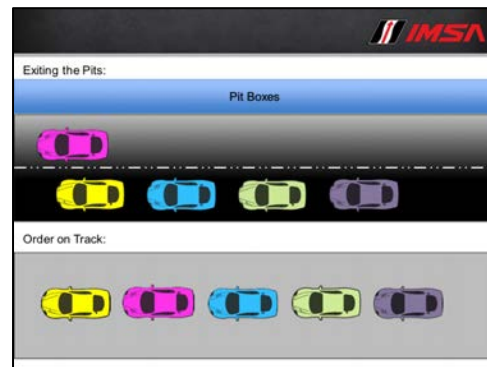 IMSA
Exiting the Pits:
Pit Boxes
Order on Track: